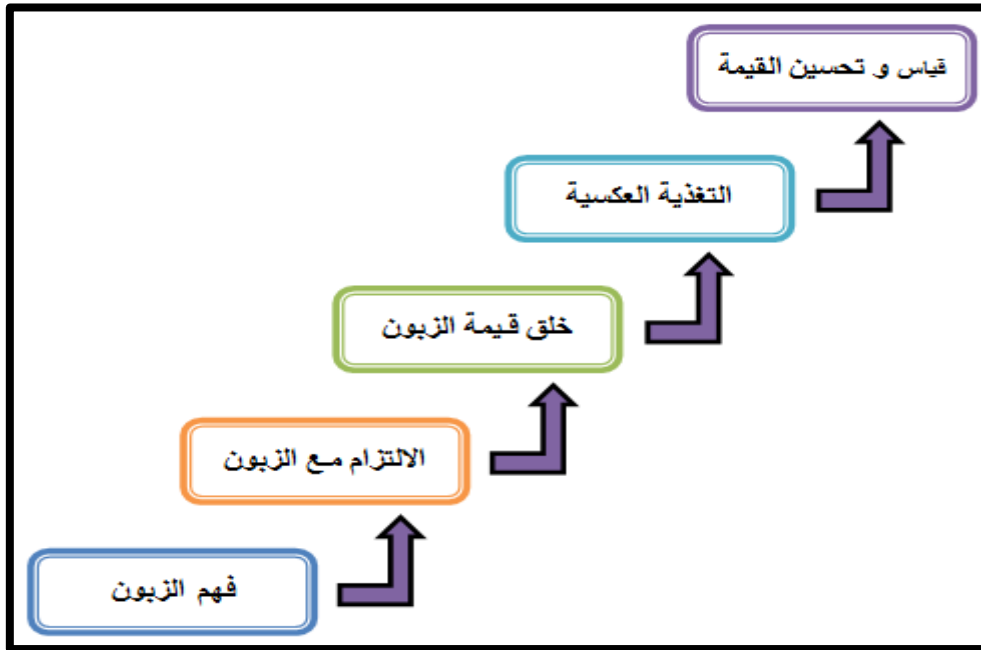 قياس و تحسين القيمة
التغذية العكسية
خلق قيمة الزبون
الالتزام مع الزبون
فهم الزبون